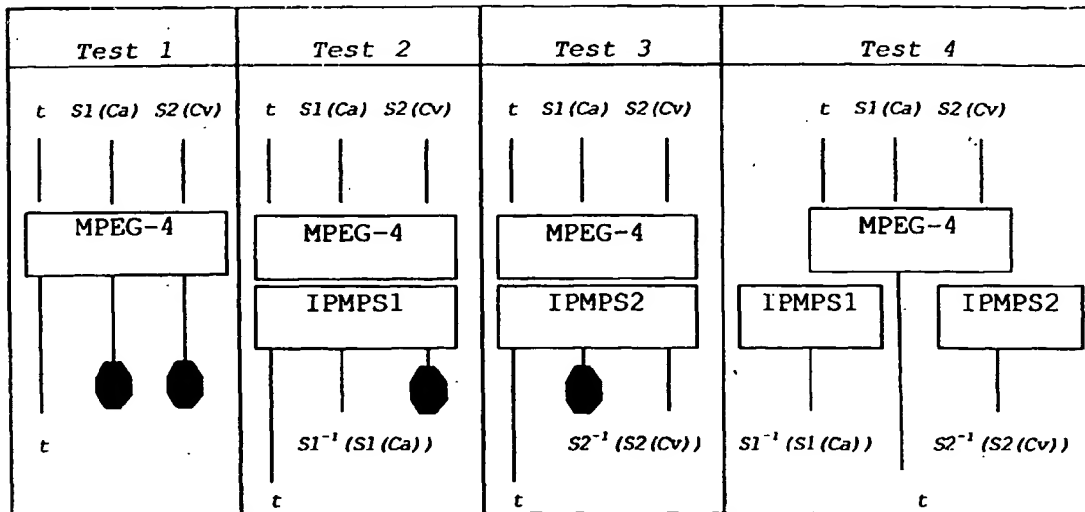 Test 1 Test 2 Test 3 Test 4
t S1(Ca) S2(Cv) t S1(Ca) S2(Cv) t S1(Ca) S2(Cv) t S1(Ca) S2(Cv)
MPEG-4 MPEG-4 MPEG-4 MPEG-4
IPMPS1 IPMPS2 IPMPS1 IPMPS2
t S1⁻¹(S1(Ca)) S2⁻¹(S2(Cv)) S1⁻¹(S1(Ca)) S2⁻¹(S2(Cv))
t t t